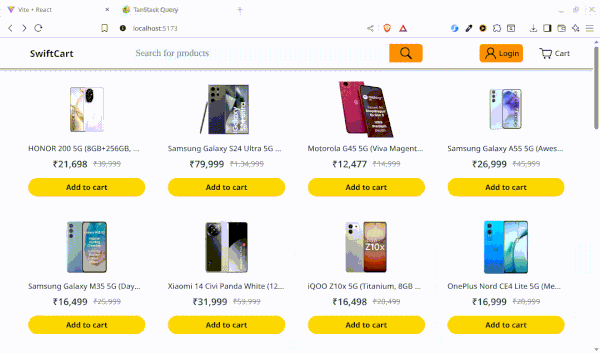 Vite + React
TanStack Query
localhost:5173
SwiftCart
Search for products
Login
Cart
HONOR 200 5G (8GB+256GB, ...
Samsung Galaxy S24 Ultra 5G ...
Motorola G45 5G (Viva Magent...
Samsung Galaxy A55 5G (Awes...
₹21,698 ₹39,999
₹79,999 ₹1,34,999
₹12,477 ₹14,999
₹26,999 ₹45,999
Add to cart
Add to cart
Add to cart
Add to cart
Z10x
Samsung Galaxy M35 5G (Day...
Xiaomi 14 Civi Panda White (12...
iQOO Z10x 5G (Titanium, 8GB ...
OnePlus Nord CE4 Lite 5G (Me...
₹16,499 ₹25,999
₹31,999 ₹59,999
₹16,498 ₹20,499
₹16,999 ₹20,999
Add to cart
Add to cart
Add to cart
Add to cart